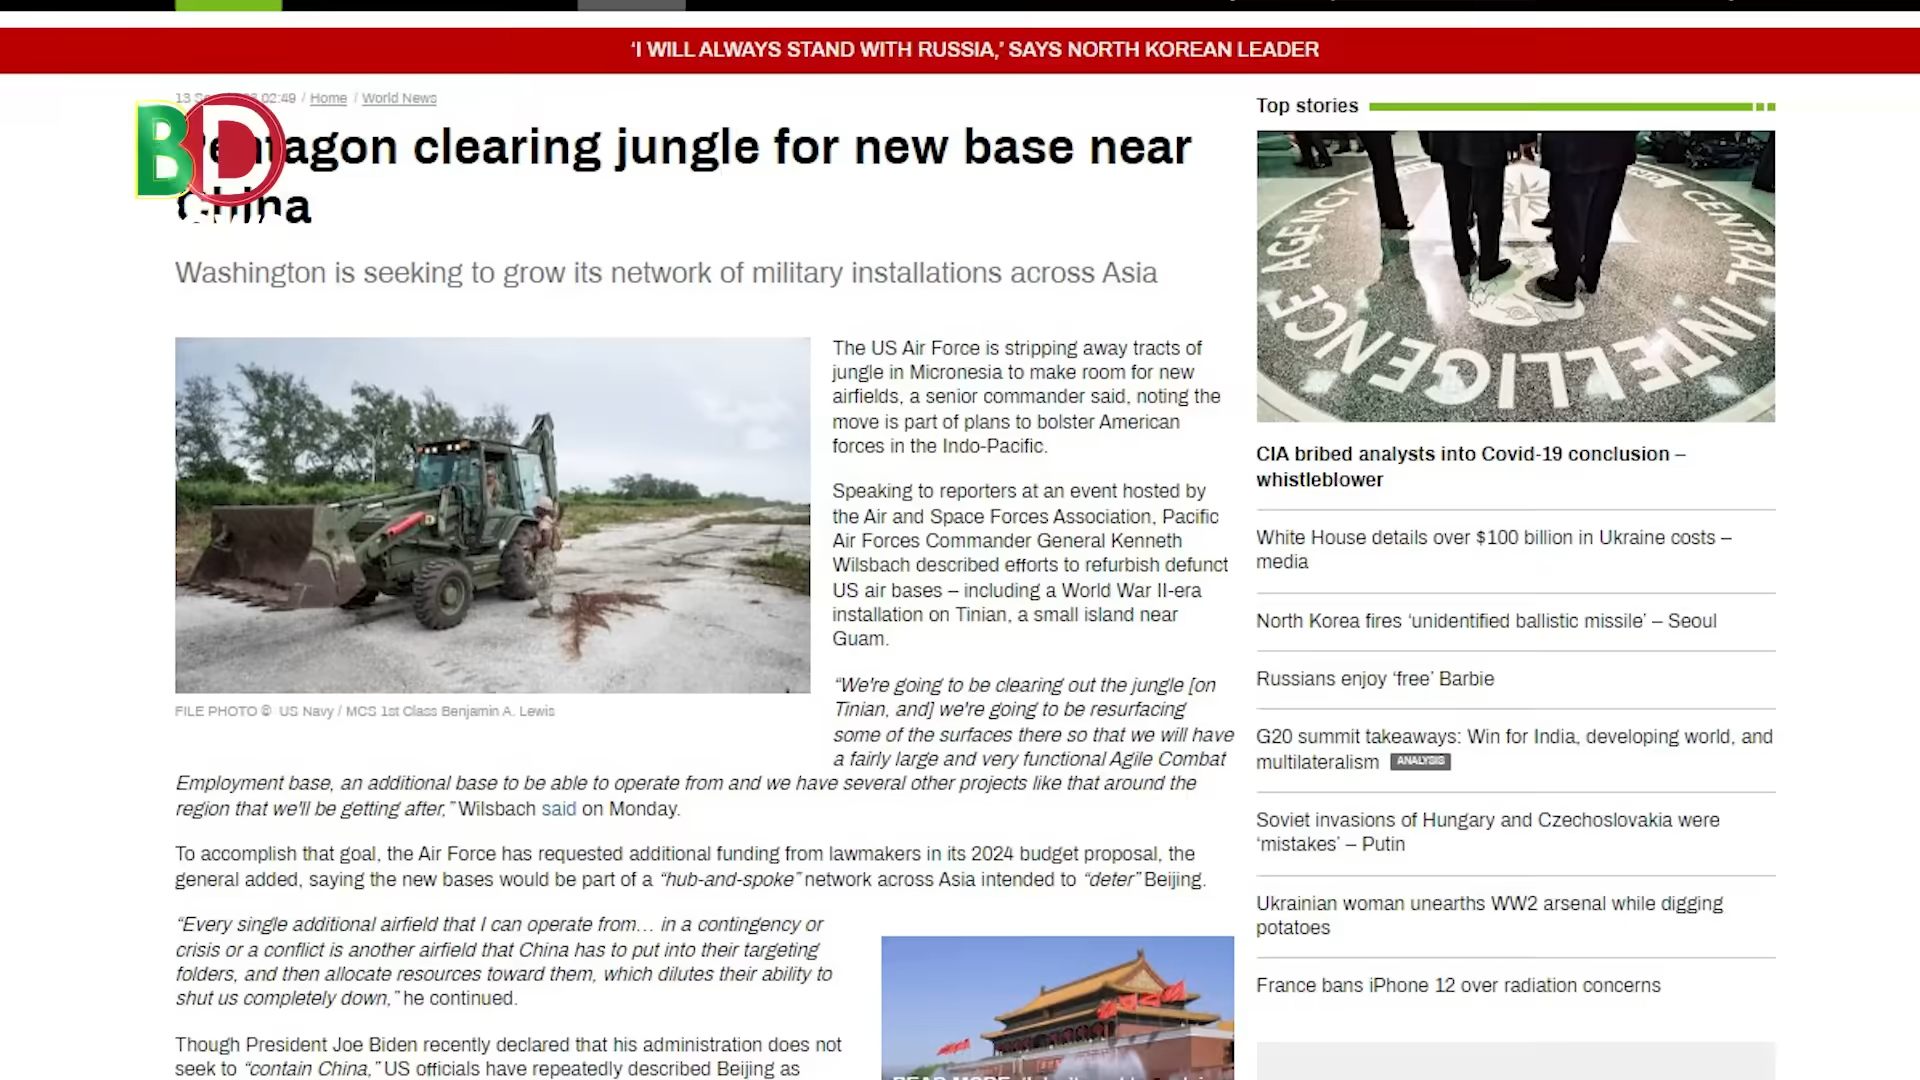 'I WILL ALWAYS STAND WITH RUSSIA,' SAYS NORTH KOREAN LEADER
13 02:49 / Home / World News
BD
Pentagon clearing jungle for new base near
China
Washington is seeking to grow its network of military installations across Asia
FILE PHOTO © US Navy / MCS 1st Class Benjamin A. Lewis
The US Air Force is stripping away tracts of
jungle in Micronesia to make room for new
airfields, a senior commander said, noting the
move is part of plans to bolster American
forces in the Indo-Pacific.
Speaking to reporters at an event hosted by
the Air and Space Forces Association, Pacific
Air Forces Commander General Kenneth
Wilsbach described efforts to refurbish defunct
US air bases – including a World War II-era
installation on Tinian, a small island near
Guam.
“We're going to be clearing out the jungle [on
Tinian, and] we're going to be resurfacing
some of the surfaces there so that we will have
a fairly large and very functional Agile Combat
Employment base, an additional base to be able to operate from and we have several other projects like that around the
region that we'll be getting after,” Wilsbach said on Monday.
To accomplish that goal, the Air Force has requested additional funding from lawmakers in its 2024 budget proposal, the
general added, saying the new bases would be part of a “hub-and-spoke” network across Asia intended to “deter” Beijing.
“Every single additional airfield that I can operate from… in a contingency or
crisis or a conflict is another airfield that China has to put into their targeting
folders, and then allocate resources toward them, which dilutes their ability to
shut us completely down,” he continued.
Though President Joe Biden recently declared that his administration does not
seek to “contain China,” US officials have repeatedly described Beijing as
READ MORE:
Top stories
CENTRAL INTELLIGENCE AGENCY
CIA bribed analysts into Covid-19 conclusion –
whistleblower
White House details over $100 billion in Ukraine costs –
media
North Korea fires ‘unidentified ballistic missile’ – Seoul
Russians enjoy ‘free’ Barbie
G20 summit takeaways: Win for India, developing world, and
multilateralism ANALYSIS
Soviet invasions of Hungary and Czechoslovakia were
‘mistakes’ – Putin
Ukrainian woman unearths WW2 arsenal while digging
potatoes
France bans iPhone 12 over radiation concerns